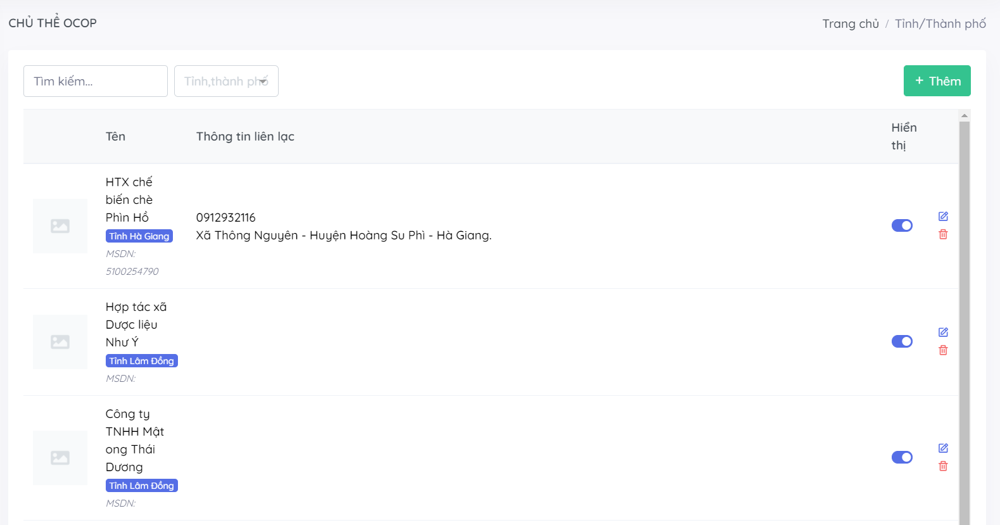 CHỦ THỂ OCOP
Trang chủ / Tỉnh/Thành phố
Tìm kiếm...
Tỉnh,thành phố
+ Thêm
Tên
Thông tin liên lạc
Hiển
thị
HTX chế
biến chè
Phìn Hồ
Tỉnh Hà Giang
MSDN:
5100254790
0912932116
Xã Thông Nguyên - Huyện Hoàng Su Phì - Hà Giang.
Hợp tác xã
Dược liệu
Như Ý
Tỉnh Lâm Đồng
MSDN:
Công ty
TNHH Mật
ong Thái
Dương
Tỉnh Lâm Đồng
MSDN: